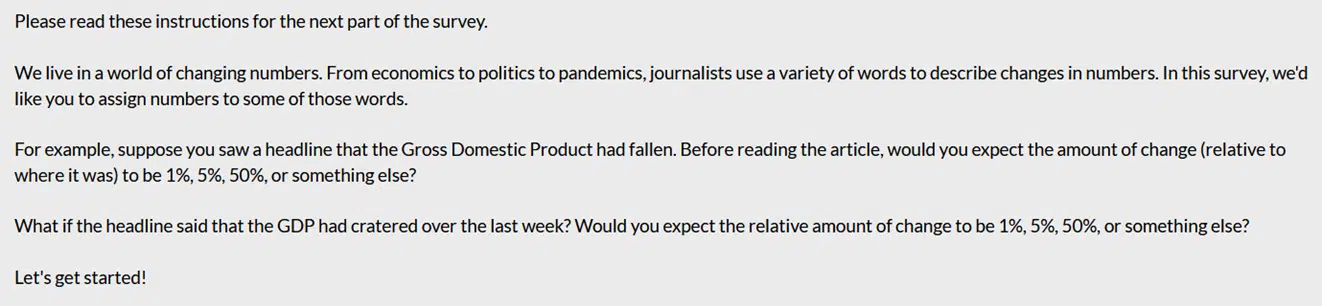 Please read these instructions for the next part of the survey.
We live in a world of changing numbers. From economics to politics to pandemics, journalists use a variety of words to describe changes in numbers. In this survey, we'd
like you to assign numbers to some of those words.
For example, suppose you saw a headline that the Gross Domestic Product had fallen. Before reading the article, would you expect the amount of change (relative to
where it was) to be 1%, 5%, 50%, or something else?
What if the headline said that the GDP had cratered over the last week? Would you expect the relative amount of change to be 1%, 5%, 50%, or something else?
Let's get started!